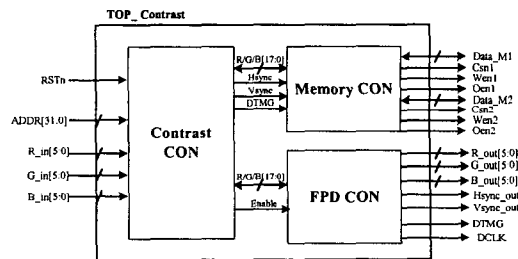 TOP_ Contrast
RSTn
ADDR[31:0]
R_in[5:0]
G_in[5:0]
B_in[5:0]
Contrast
CON
R/G/B[17:0]
Hsync
Vsync
DTMG
Memory CON
Data_M1
Csn1
Wen1
Oen1
Data_M2
Csn2
Wen2
Oen2
R/G/B[17:0]
Enable
FPD CON
R_out[5:0]
G_out[5:0]
B_out[5:0]
Hsync_out
Vsync_out
DTMG
DCLK